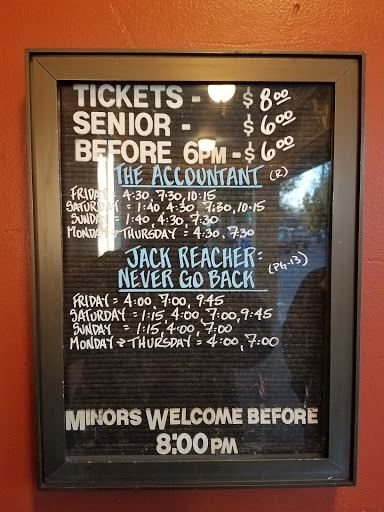 TICKETS - $8.00
SENIOR - $6.00
BEFORE 6PM - $6.00
THE ACCOUNTANT (R)
FRIDAY = 4:30, 7:30, 10:15
SATURDAY = 1:40 4:30, 7:30, 10:15
SUNDAY = 1:40, 4:30, 7:30
MONDAY → THURSDAY = 4:30, 7:30
JACK REACHER:
NEVER GO BACK (PG-13)
FRIDAY = 4:00, 7:00, 9:45
SATURDAY = 1:15, 4:00, 7:00, 9:45
SUNDAY = 1:15, 4:00, 7:00
MONDAY → THURSDAY = 4:00, 7:00
MINORS WELCOME BEFORE
8:00 PM